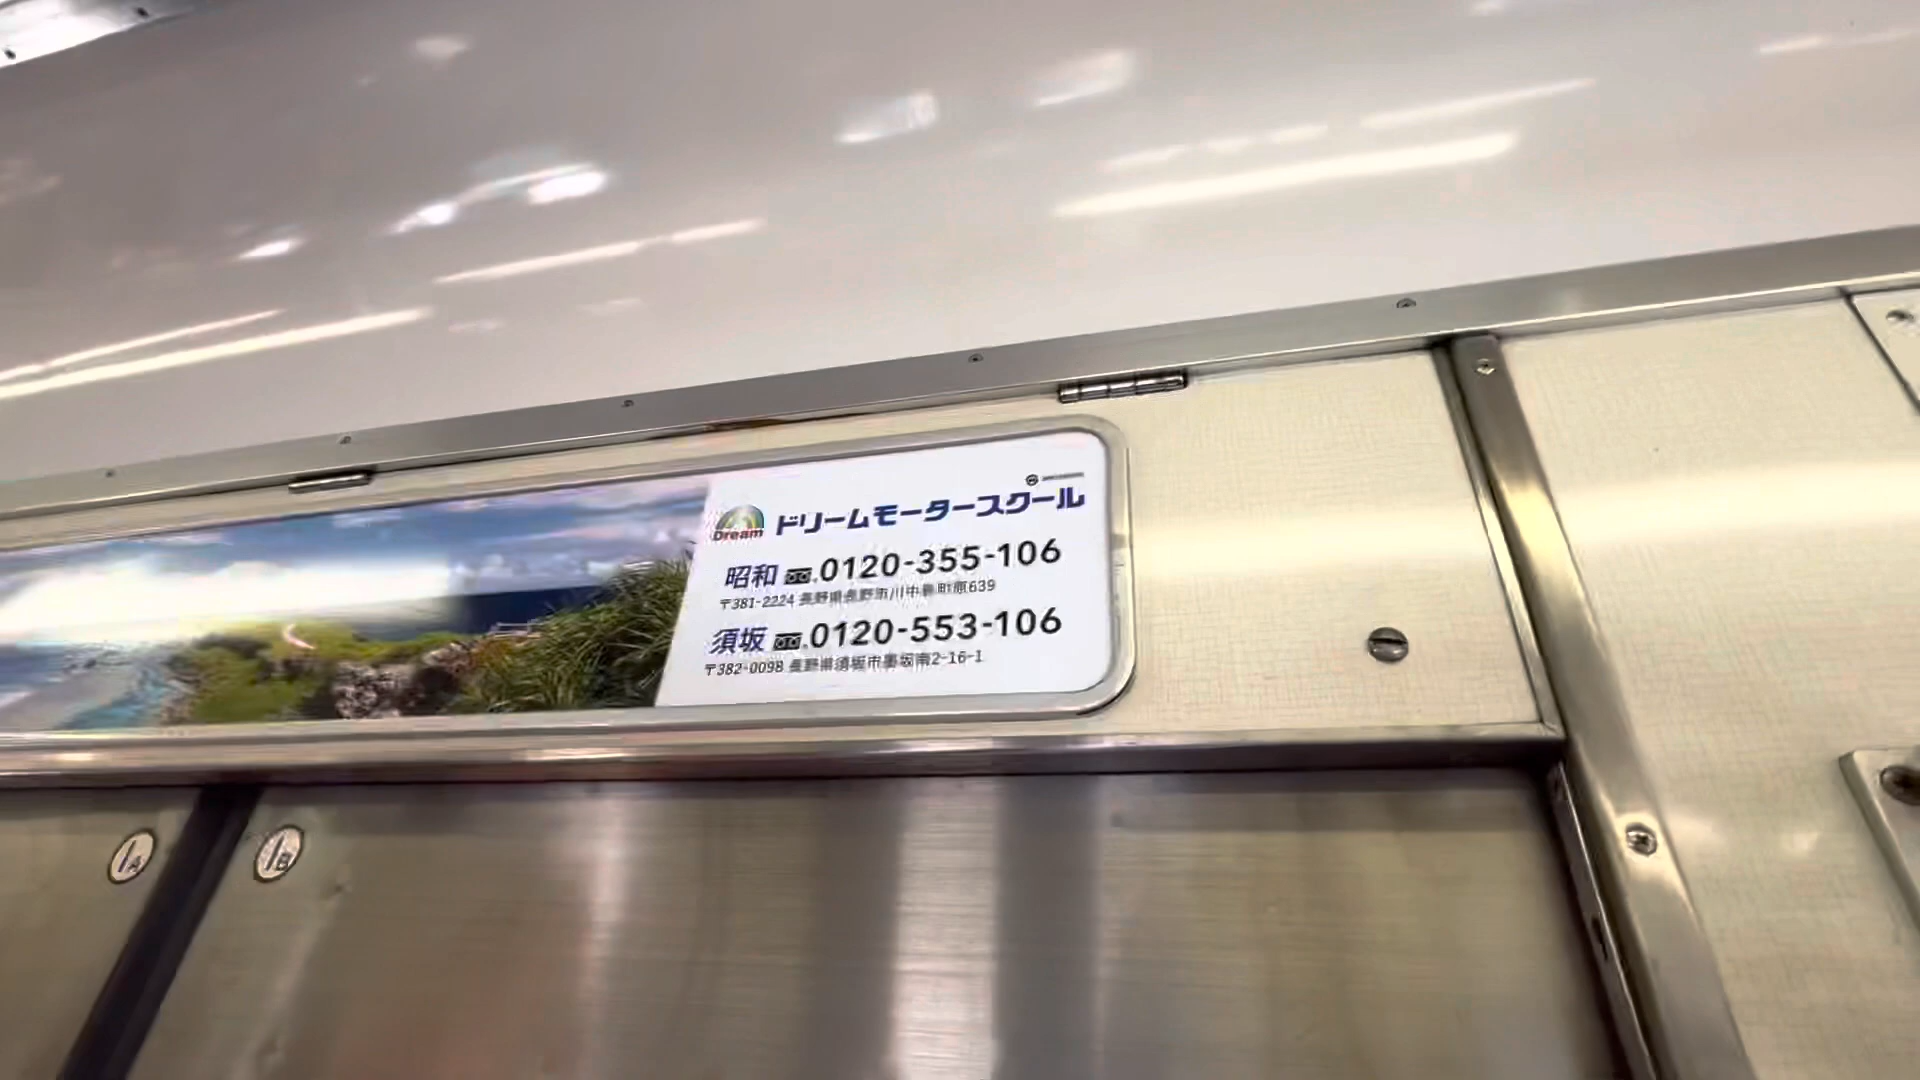 Dream ドリームモータースクール
昭和 0120-355-106
〒381-2224 長野県長野市川中島町原639
須坂 0120-553-106
〒382-0098 長野県須坂市墨坂南2-16-1
1A
1B